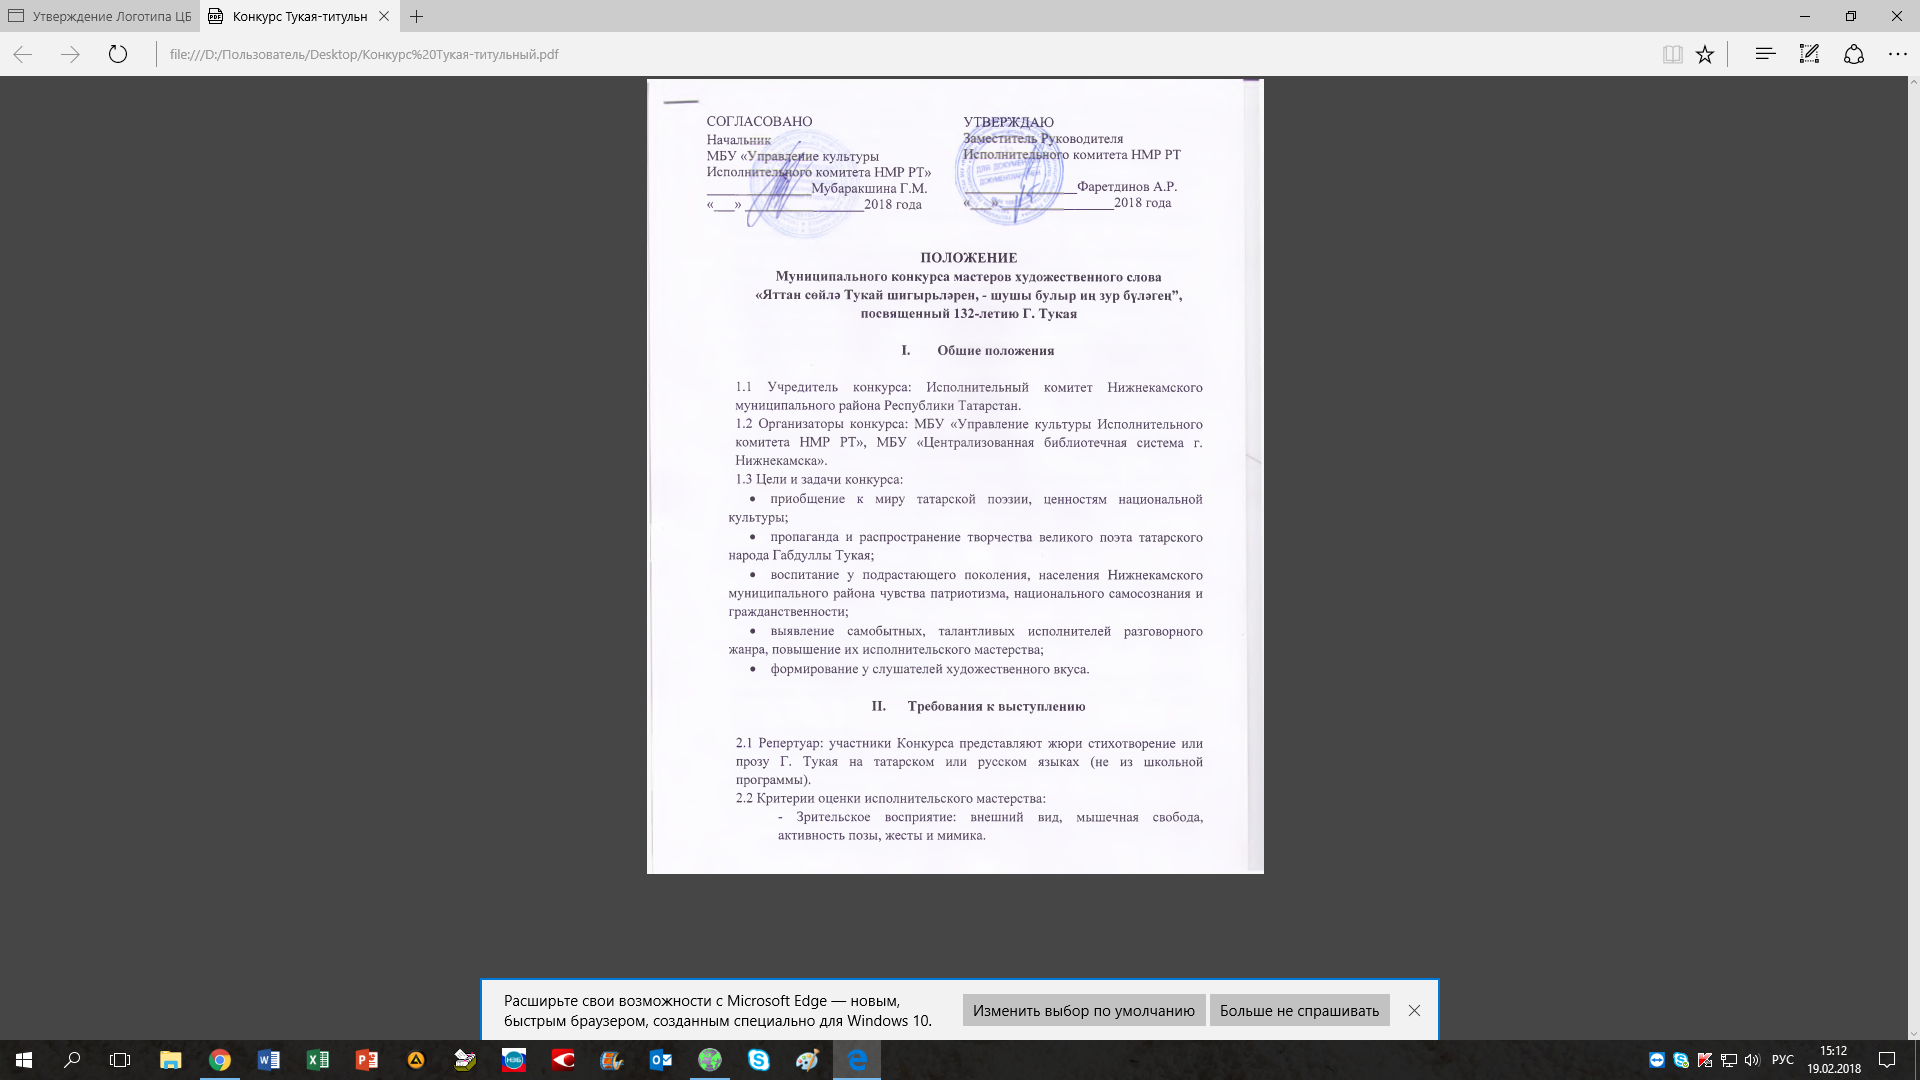 Утверждение Логотипа ЦБ
Конкурс Тукая-титульн
file:///D:/Пользователь/Desktop/Конкурс%20Тукая-титульный.pdf
СОГЛАСОВАНО
Начальник
МБУ «Управление культуры
Исполнительного комитета НМР РТ»
_______________Мубаракшина Г.М.
«___» _________________2018 года
УТВЕРЖДАЮ
Заместитель Руководителя
Исполнительного комитета НМР РТ
________________Фаретдинов А.Р.
«___»________________2018 года
ПОЛОЖЕНИЕ
Муниципального конкурса мастеров художественного слова
«Яттан сөйлә Тукай шигырьләрен, - шушы булыр иң зур бүләгең”,
посвященный 132-летию Г. Тукая
I. Общие положения
1.1 Учредитель конкурса: Исполнительный комитет Нижнекамского
муниципального района Республики Татарстан.
1.2 Организаторы конкурса: МБУ «Управление культуры Исполнительного
комитета НМР РТ», МБУ «Централизованная библиотечная система г.
Нижнекамска».
1.3 Цели и задачи конкурса:
• приобщение к миру татарской поэзии, ценностям национальной
культуры;
• пропаганда и распространение творчества великого поэта татарского
народа Габдуллы Тукая;
• воспитание у подрастающего поколения, населения Нижнекамского
муниципального района чувства патриотизма, национального самосознания и
гражданственности;
• выявление самобытных, талантливых исполнителей разговорного
жанра, повышение их исполнительского мастерства;
• формирование у слушателей художественного вкуса.
II. Требования к выступлению
2.1 Репертуар: участники Конкурса представляют жюри стихотворение или
прозу Г. Тукая на татарском или русском языках (не из школьной
программы).
2.2 Критерии оценки исполнительского мастерства:
- Зрительское восприятие: внешний вид, мышечная свобода,
активность позы, жесты и мимика.
Расширьте свои возможности с Microsoft Edge — новым,
быстрым браузером, созданным специально для Windows 10.
Изменить выбор по умолчанию
Больше не спрашивать
РУС
15:12
19.02.2018